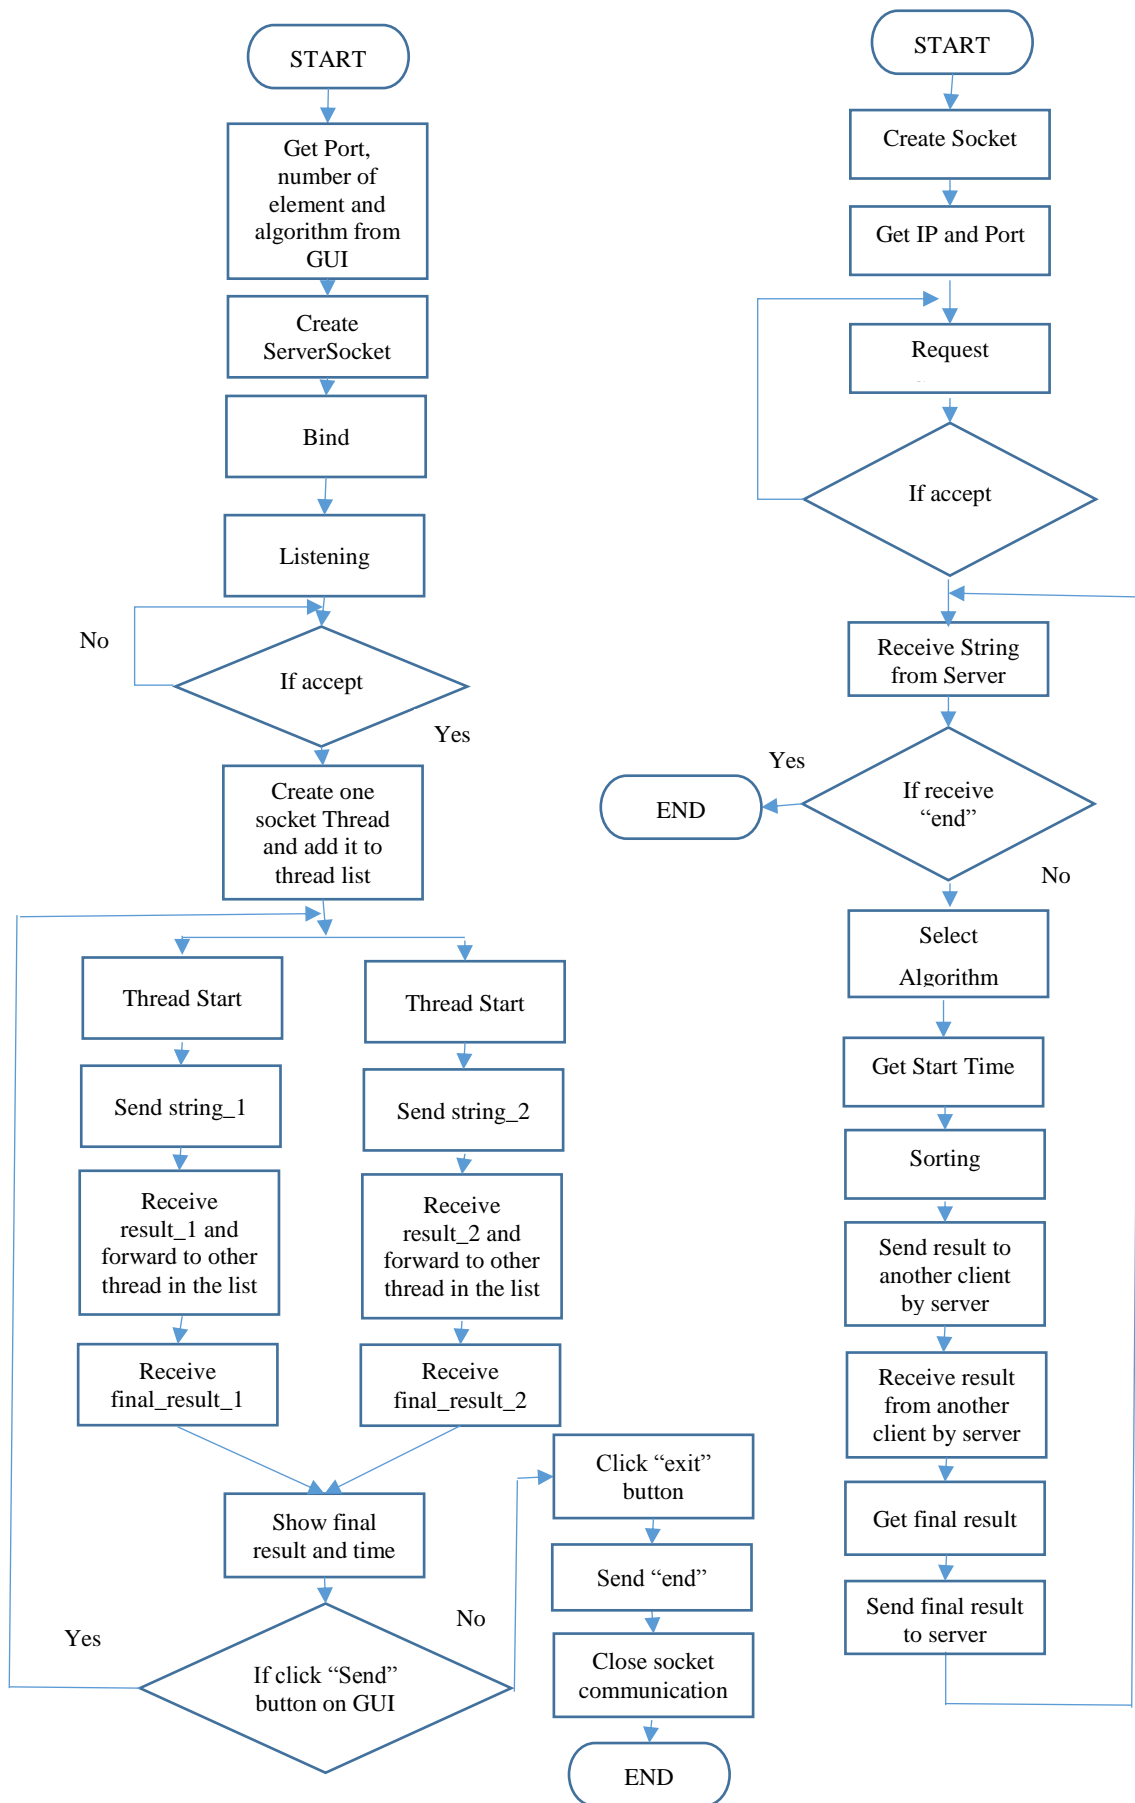 START
Get Port,
number of
element and
algorithm from
GUI
Create
ServerSocket
Bind
Listening
No
If accept
Yes
Create one
socket Thread
and add it to
thread list
Thread Start
Thread Start
Send string_1
Send string_2
Receive
result_1 and
forward to other
thread in the list
Receive
result_2 and
forward to other
thread in the list
Receive
final_result_1
Receive
final_result_2
Show final
result and time
Yes
No
If click “Send”
button on GUI
Click “exit”
button
Send “end”
Close socket
communication
END
START
Create Socket
Get IP and Port
Request
If accept
Receive String
from Server
Yes
END
If receive
“end”
No
Select
Algorithm
Get Start Time
Sorting
Send result to
another client
by server
Receive result
from another
client by server
Get final result
Send final result
to server